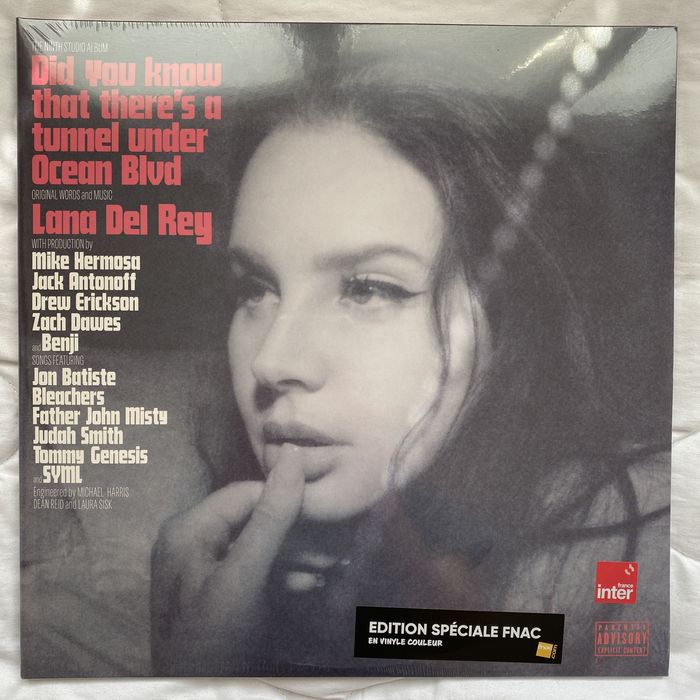 THE NINTH STUDIO ALBUM
Did you know
that there's a
tunnel under
Ocean Blvd
ORIGINAL WORDS and MUSIC
Lana Del Rey
WITH PRODUCTION by
Mike Hermosa
Jack Antonoff
Drew Erickson
Zach Dawes
and Benji
SONGS FEATURING
Jon Batiste
Bleachers
Father John Misty
Judah Smith
Tommy Genesis
and SYML
Engineered by MICHAEL HARRIS
DEAN REID and LAURA SISK
france
inter
EDITION SPÉCIALE FNAC
EN VINYLE COULEUR
fnac
.com
PARENTAL
ADVISORY
EXPLICIT CONTENT